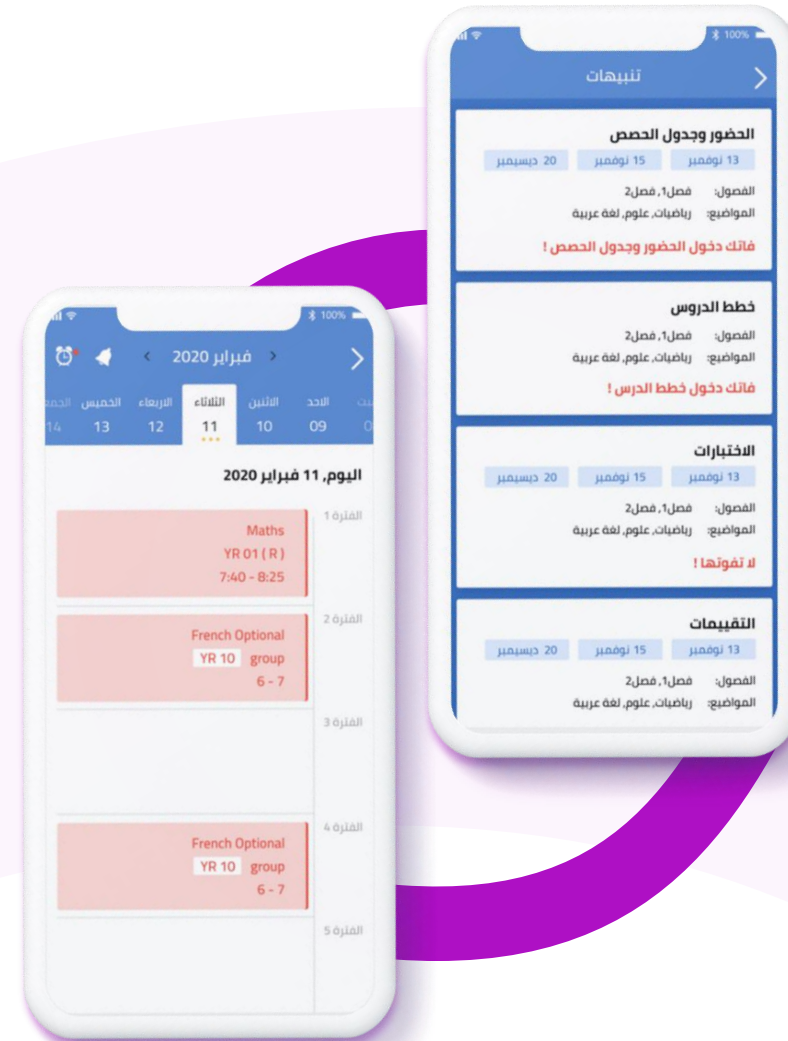 100%
تنبيهات
الحضور وجدول الحصص
13 نوفمبر 15 نوفمبر 20 ديسيمبر
الفصول: فصل1, فصل2
المواضيع: رياضيات, علوم, لغة عربية
فاتك دخول الحضور وجدول الحصص !
خطط الدروس
الفصول: فصل1, فصل2
المواضيع: رياضيات, علوم, لغة عربية
فاتك دخول خطط الدرس !
الاختبارات
13 نوفمبر 15 نوفمبر 20 ديسيمبر
الفصول: فصل1, فصل2
المواضيع: رياضيات, علوم, لغة عربية
لا تفوتها !
التقييمات
13 نوفمبر 15 نوفمبر 20 ديسيمبر
الفصول: فصل1, فصل2
المواضيع: رياضيات, علوم, لغة عربية
100%
فبراير 2020
الاحد الاثنين الثلاثاء الاربعاء الخميس
09 10 11 12 13 14
اليوم, 11 فبراير 2020
الفترة 1
Maths
YR 01 ( R )
7:40 - 8:25
الفترة 2
French Optional
YR 10 group
6 - 7
الفترة 3
الفترة 4
French Optional
YR 10 group
6 - 7
الفترة 5